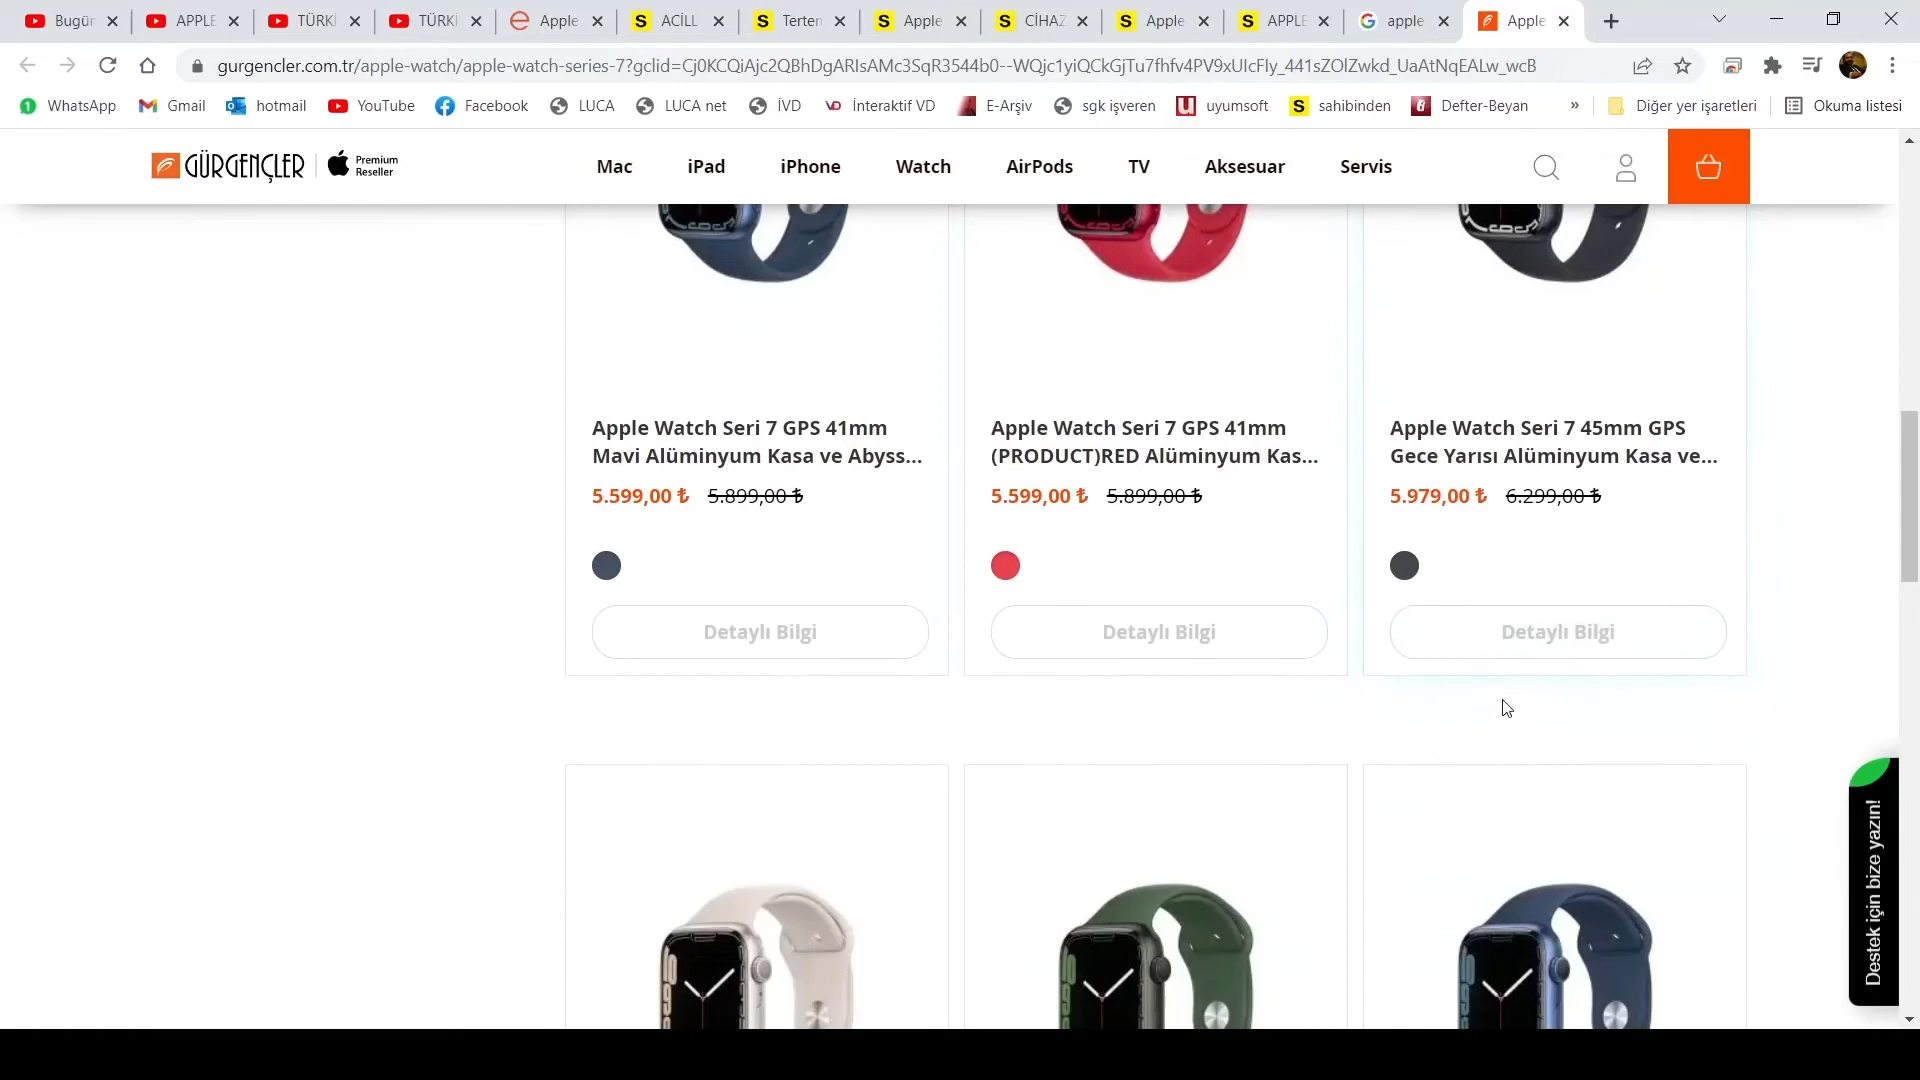 Bugün
APPLE
TÜRKİ
TÜRKİ
Apple
ACİLL
Terten
Apple
CİHAZ
Apple
APPLE
apple
Apple
gurgencler.com.tr/apple-watch/apple-watch-series-7?gclid=Cj0KCQiAjc2QBhDgARIsAMc3SqR3544b0--WQjc1yiQCkGjTu7fhfv4PV9xUIcFIy_441sZOlZwkd_UaAtNqEALw_wcB
WhatsApp
Gmail
hotmail
YouTube
Facebook
LUCA
LUCA net
İVD
İnteraktif VD
E-Arşiv
sgk işveren
uyumsoft
sahibinden
Defter-Beyan
»
Diğer yer işaretleri
Okuma listesi
GÜRGENÇLER
Premium
Reseller
Mac
iPad
iPhone
Watch
AirPods
TV
Aksesuar
Servis
Apple Watch Seri 7 GPS 41mm
Mavi Alüminyum Kasa ve Abyss...
5.599,00 ₺ 5.899,00 ₺
Detaylı Bilgi
Apple Watch Seri 7 GPS 41mm
(PRODUCT)RED Alüminyum Kas...
5.599,00 ₺ 5.899,00 ₺
Detaylı Bilgi
Apple Watch Seri 7 45mm GPS
Gece Yarısı Alüminyum Kasa ve...
5.979,00 ₺ 6.299,00 ₺
Detaylı Bilgi
Destek için bize yazın!